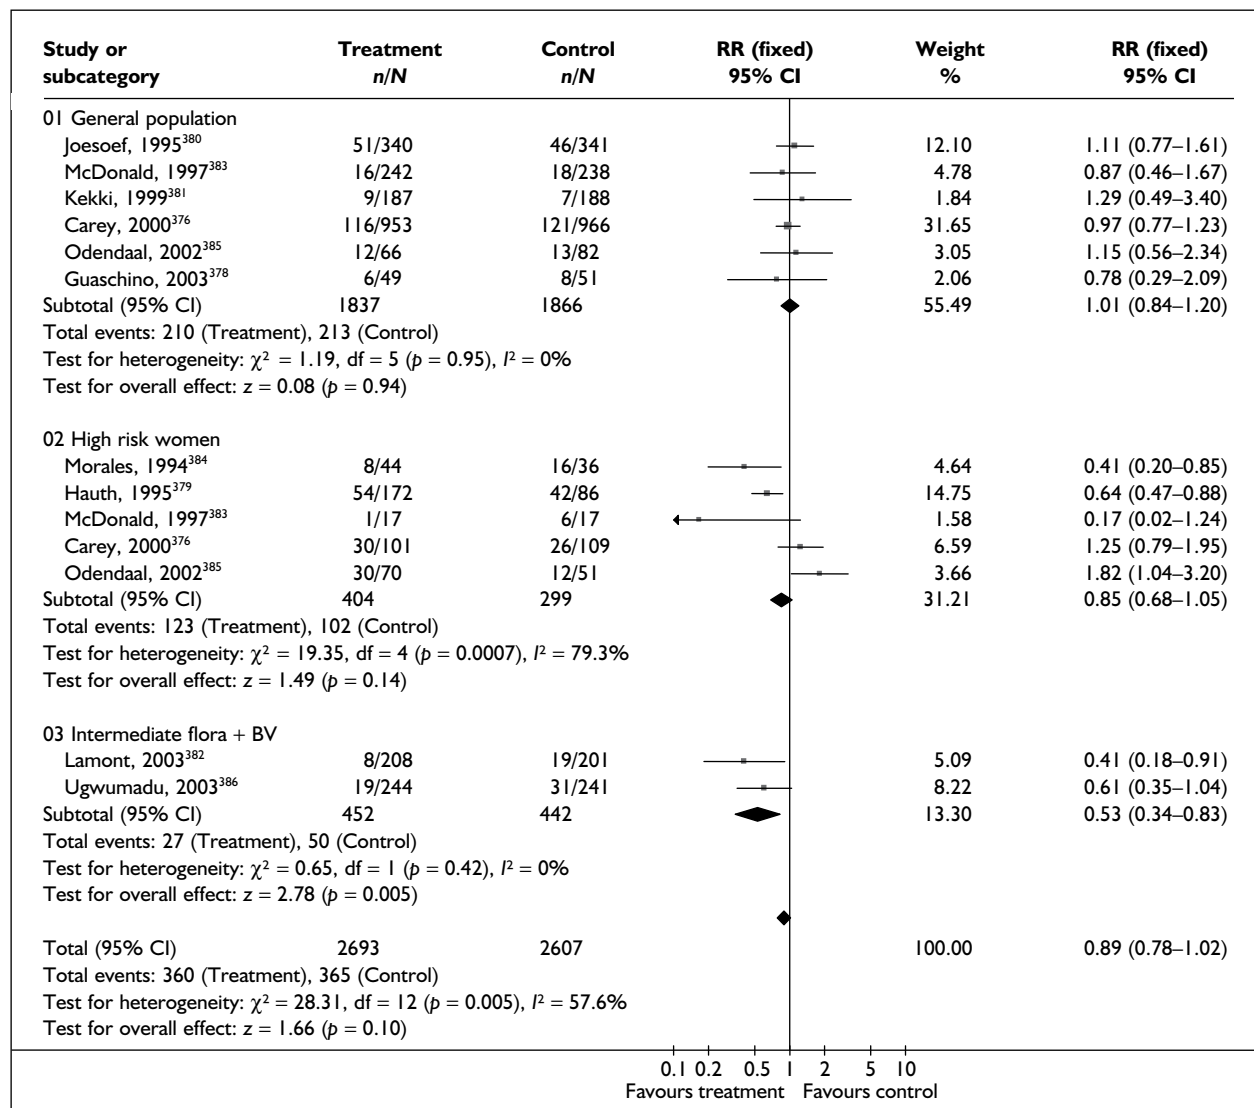 Study or Treatment Control RR (fixed) Weight RR (fixed)
subcategory n/N n/N 95% CI % 95% CI
01 General population
Joesoef, 1995³⁸⁰ 51/340 46/341 12.10 1.11 (0.77–1.61)
McDonald, 1997³⁸³ 16/242 18/238 4.78 0.87 (0.46–1.67)
Kekki, 1999³⁸¹ 9/187 7/188 1.84 1.29 (0.49–3.40)
Carey, 2000³⁷⁶ 116/953 121/966 31.65 0.97 (0.77–1.23)
Odendaal, 2002³⁸⁵ 12/66 13/82 3.05 1.15 (0.56–2.34)
Guaschino, 2003³⁷⁸ 6/49 8/51 2.06 0.78 (0.29–2.09)
Subtotal (95% CI) 1837 1866 55.49 1.01 (0.84–1.20)
Total events: 210 (Treatment), 213 (Control)
Test for heterogeneity: χ² = 1.19, df = 5 (p = 0.95), I² = 0%
Test for overall effect: z = 0.08 (p = 0.94)
02 High risk women
Morales, 1994³⁸⁴ 8/44 16/36 4.64 0.41 (0.20–0.85)
Hauth, 1995³⁷⁹ 54/172 42/86 14.75 0.64 (0.47–0.88)
McDonald, 1997³⁸³ 1/17 6/17 1.58 0.17 (0.02–1.24)
Carey, 2000³⁷⁶ 30/101 26/109 6.59 1.25 (0.79–1.95)
Odendaal, 2002³⁸⁵ 30/70 12/51 3.66 1.82 (1.04–3.20)
Subtotal (95% CI) 404 299 31.21 0.85 (0.68–1.05)
Total events: 123 (Treatment), 102 (Control)
Test for heterogeneity: χ² = 19.35, df = 4 (p = 0.0007), I² = 79.3%
Test for overall effect: z = 1.49 (p = 0.14)
03 Intermediate flora + BV
Lamont, 2003³⁸² 8/208 19/201 5.09 0.41 (0.18–0.91)
Ugwumadu, 2003³⁸⁶ 19/244 31/241 8.22 0.61 (0.35–1.04)
Subtotal (95% CI) 452 442 13.30 0.53 (0.34–0.83)
Total events: 27 (Treatment), 50 (Control)
Test for heterogeneity: χ² = 0.65, df = 1 (p = 0.42), I² = 0%
Test for overall effect: z = 2.78 (p = 0.005)
Total (95% CI) 2693 2607 100.00 0.89 (0.78–1.02)
Total events: 360 (Treatment), 365 (Control)
Test for heterogeneity: χ² = 28.31, df = 12 (p = 0.005), I² = 57.6%
Test for overall effect: z = 1.66 (p = 0.10)
0.1 0.2 0.5 1 2 5 10
Favours treatment Favours control